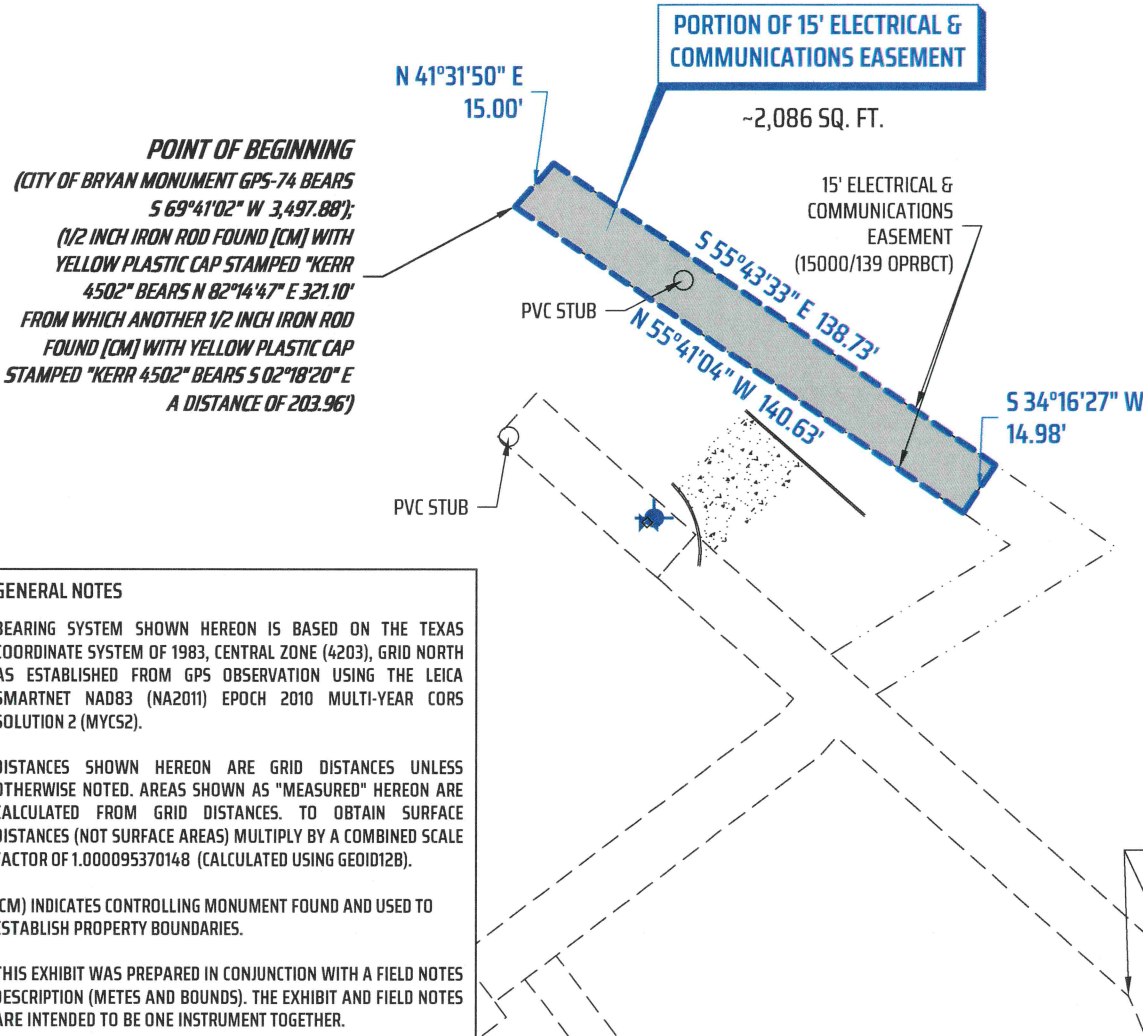 PORTION OF 15' ELECTRICAL &
COMMUNICATIONS EASEMENT
~2,086 SQ. FT.
N 41°31'50" E
15.00'
POINT OF BEGINNING
(CITY OF BRYAN MONUMENT GPS-74 BEARS
S 69°41'02" W 3,497.88');
(1/2 INCH IRON ROD FOUND [CM] WITH
YELLOW PLASTIC CAP STAMPED "KERR
4502" BEARS N 82°14'47" E 321.10'
FROM WHICH ANOTHER 1/2 INCH IRON ROD
FOUND [CM] WITH YELLOW PLASTIC CAP
STAMPED "KERR 4502" BEARS S 02°18'20" E
A DISTANCE OF 203.96')
15' ELECTRICAL &
COMMUNICATIONS
EASEMENT
(15000/139 OPRBCT)
S 55°43'33" E 138.73'
PVC STUB
N 55°41'04" W 140.63'
S 34°16'27" W
14.98'
PVC STUB
GENERAL NOTES
BEARING SYSTEM SHOWN HEREON IS BASED ON THE TEXAS
COORDINATE SYSTEM OF 1983, CENTRAL ZONE (4203), GRID NORTH
AS ESTABLISHED FROM GPS OBSERVATION USING THE LEICA
SMARTNET NAD83 (NA2011) EPOCH 2010 MULTI-YEAR CORS
SOLUTION 2 (MYCS2).
DISTANCES SHOWN HEREON ARE GRID DISTANCES UNLESS
OTHERWISE NOTED. AREAS SHOWN AS "MEASURED" HEREON ARE
CALCULATED FROM GRID DISTANCES. TO OBTAIN SURFACE
DISTANCES (NOT SURFACE AREAS) MULTIPLY BY A COMBINED SCALE
FACTOR OF 1.000095370148 (CALCULATED USING GEOID12B).
(CM) INDICATES CONTROLLING MONUMENT FOUND AND USED TO
ESTABLISH PROPERTY BOUNDARIES.
THIS EXHIBIT WAS PREPARED IN CONJUNCTION WITH A FIELD NOTES
DESCRIPTION (METES AND BOUNDS). THE EXHIBIT AND FIELD NOTES
ARE INTENDED TO BE ONE INSTRUMENT TOGETHER.